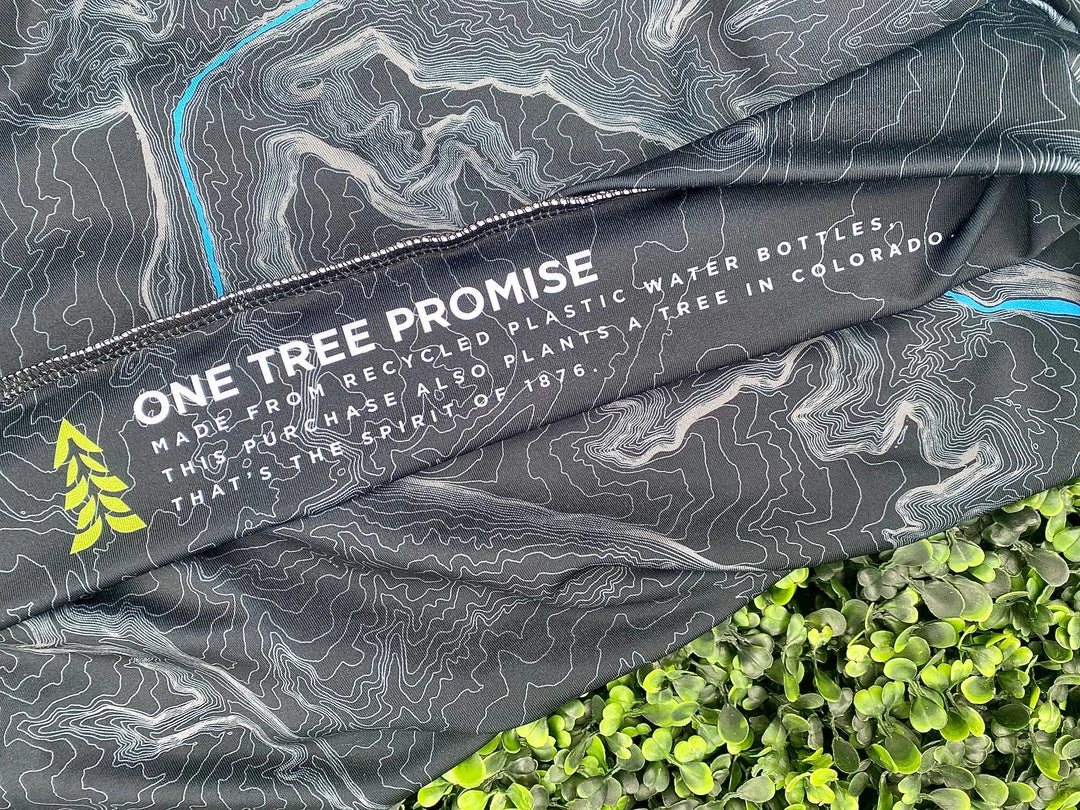 ONE TREE PROMISE
MADE FROM RECYCLED PLASTIC WATER BOTTLES,
THIS PURCHASE ALSO PLANTS A TREE IN COLORADO.
THAT'S THE SPIRIT OF 1876.